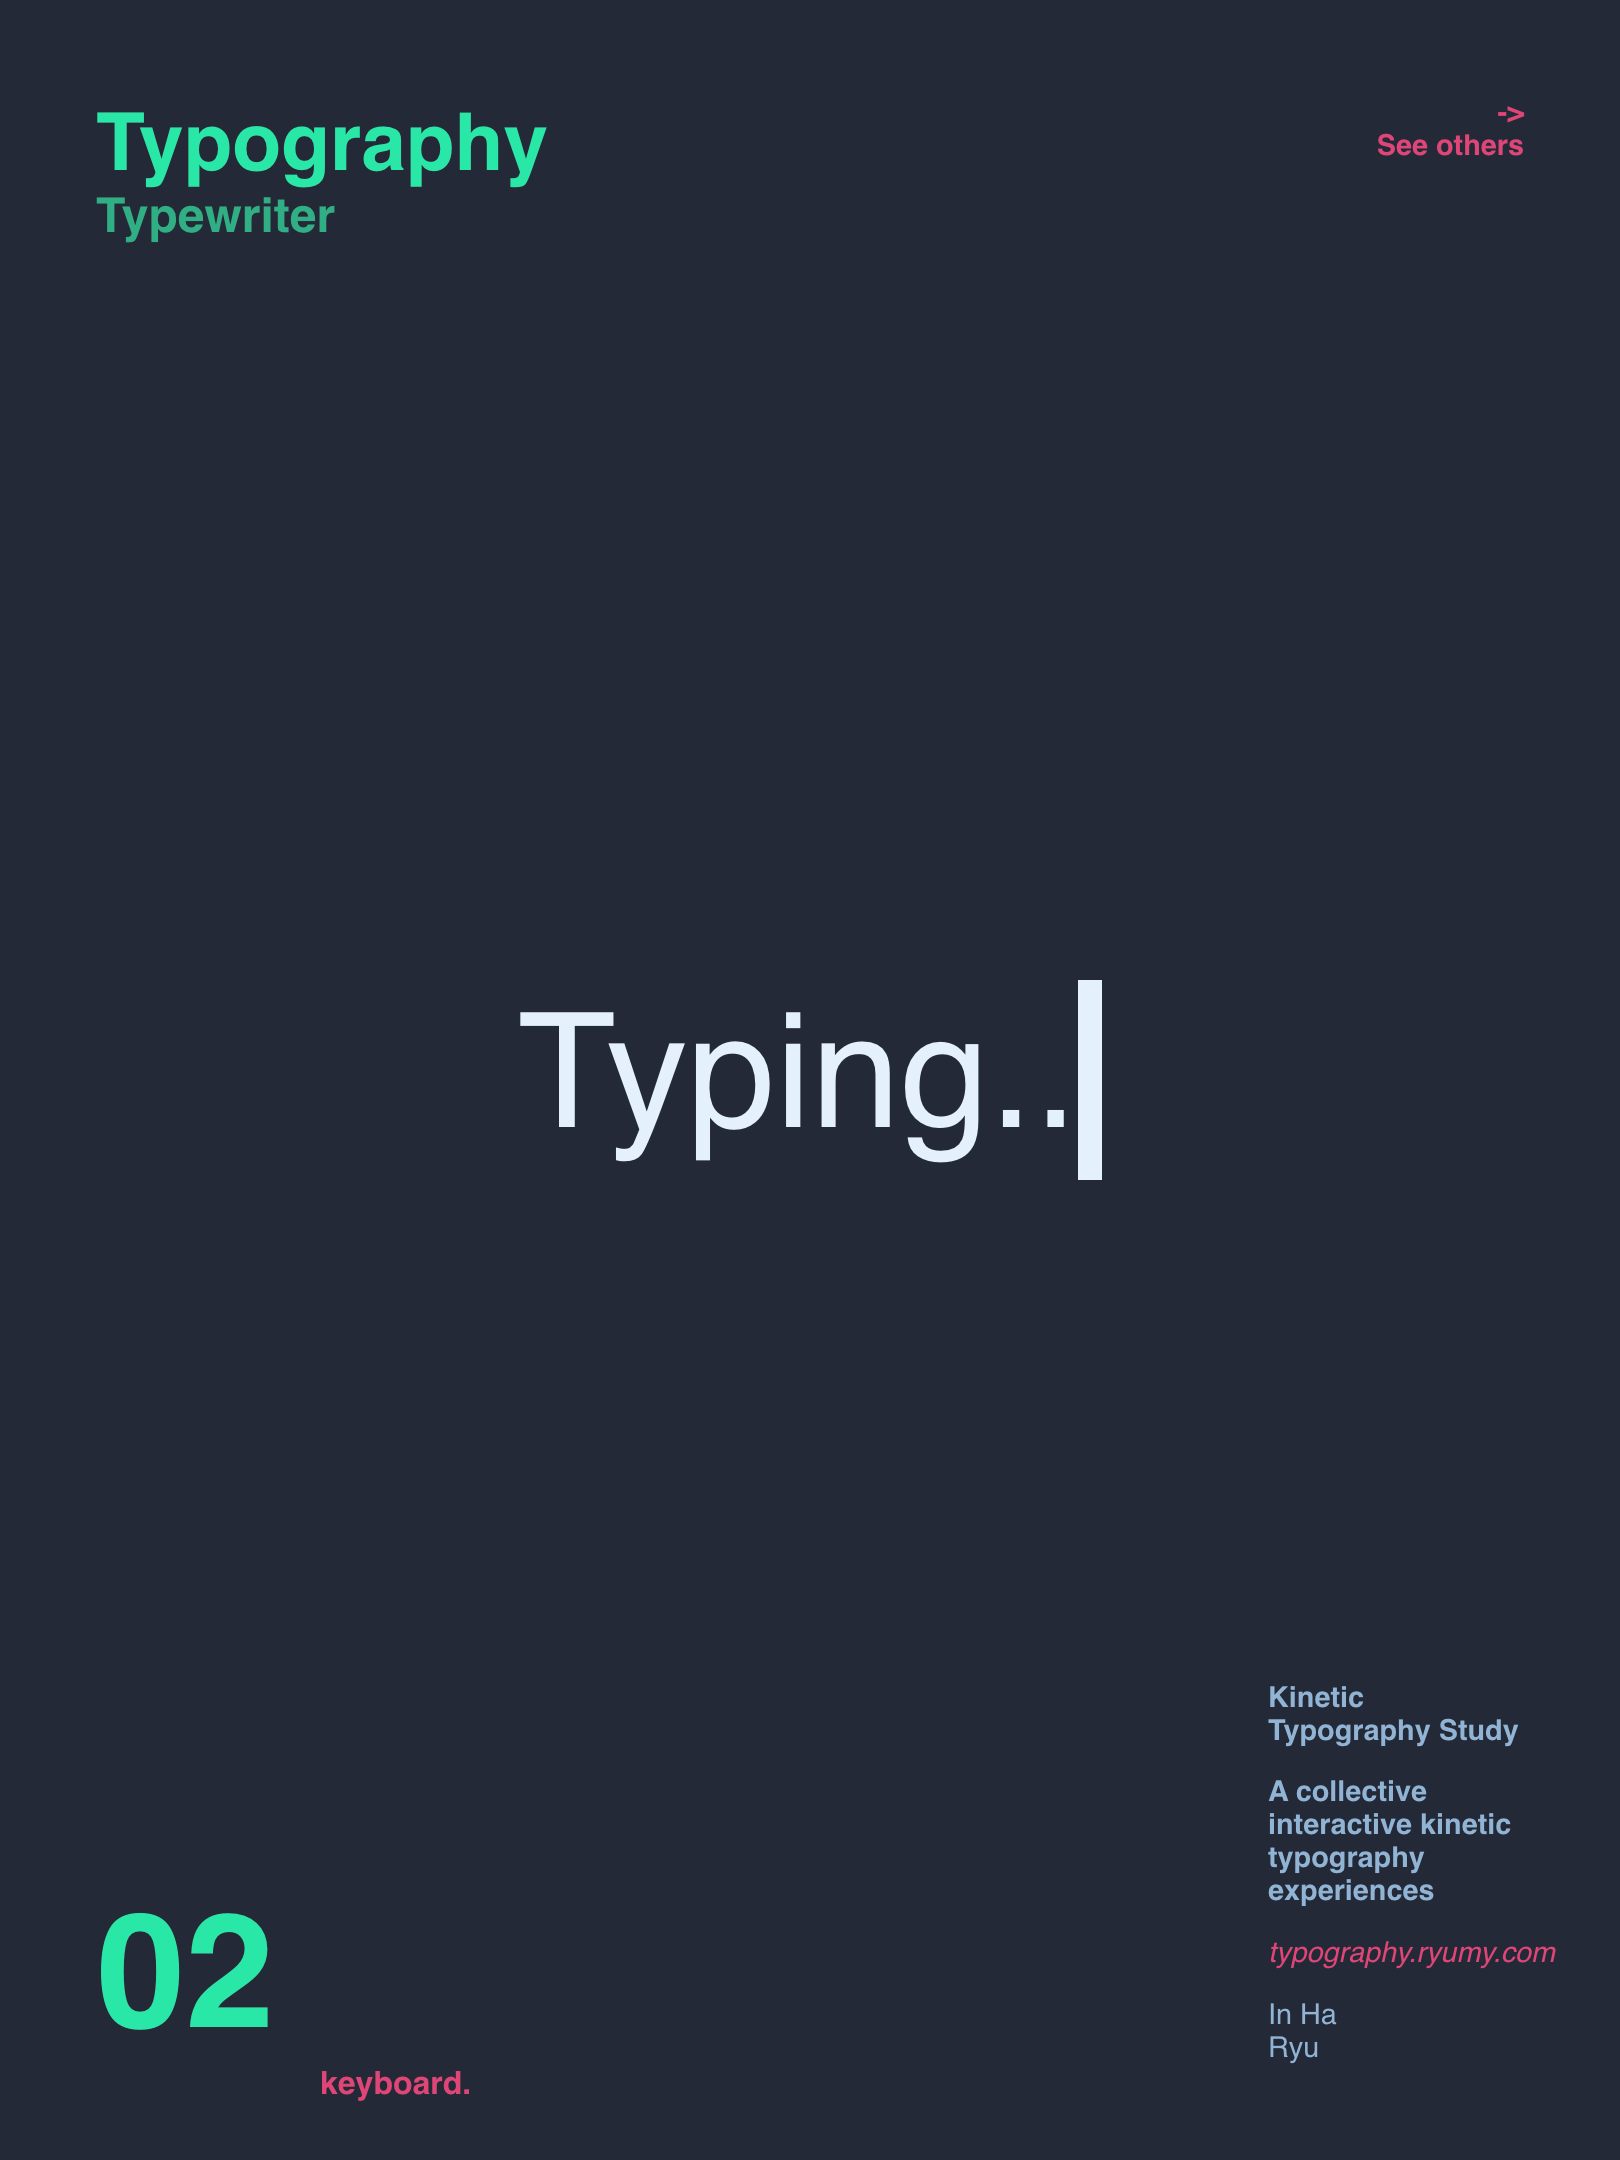 Typography
Typewriter
->
See others
Typing..
Kinetic
Typography Study
A collective
interactive kinetic
typography
experiences
typography.ryumy.com
In Ha
Ryu
02
keyboard.